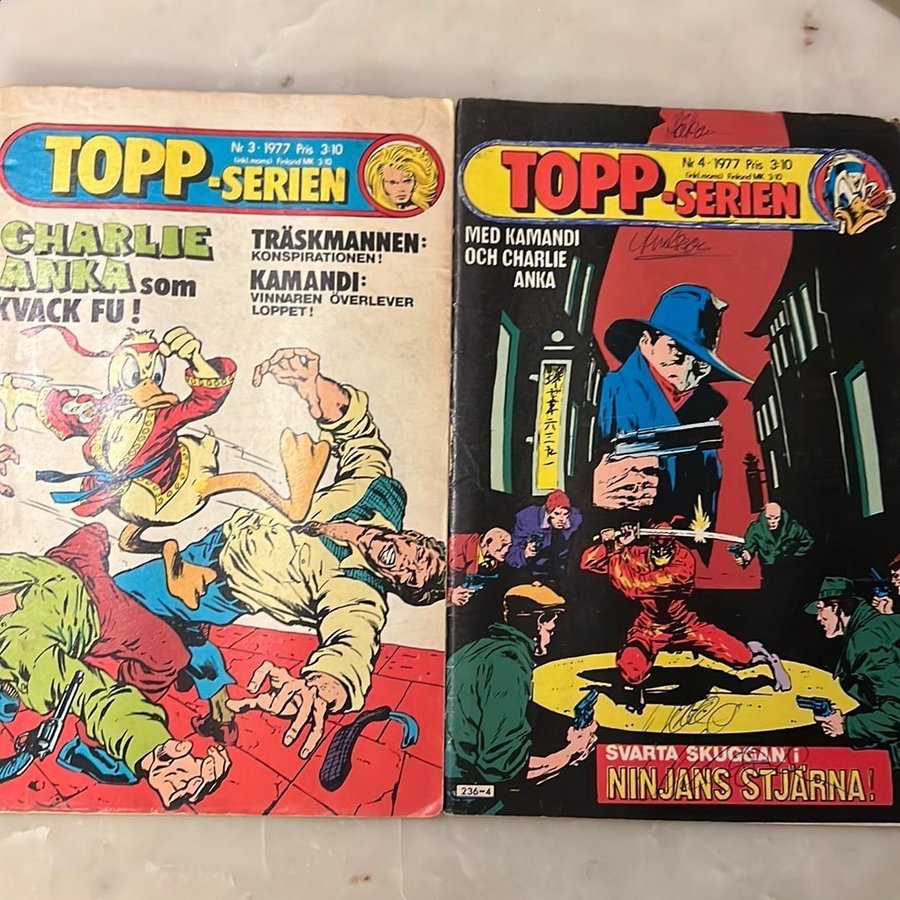 Nr 3 · 1977 Pris 3:10
(inkl. moms) Finland MK. 3:10
TOPP-SERIEN
CHARLIE
ANKA som
KVACK FU!
TRÄSKMANNEN:
KONSPIRATIONEN!
KAMANDI:
VINNAREN ÖVERLEVER
LOPPET!
Nr 4 · 1977 Pris 3:10
(inkl. moms) Finland MK. 3:10
TOPP-SERIEN
MED KAMANDI
OCH CHARLIE
ANKA
SVARTA SKUGGAN i
NINJANS STJÄRNA!
236-4